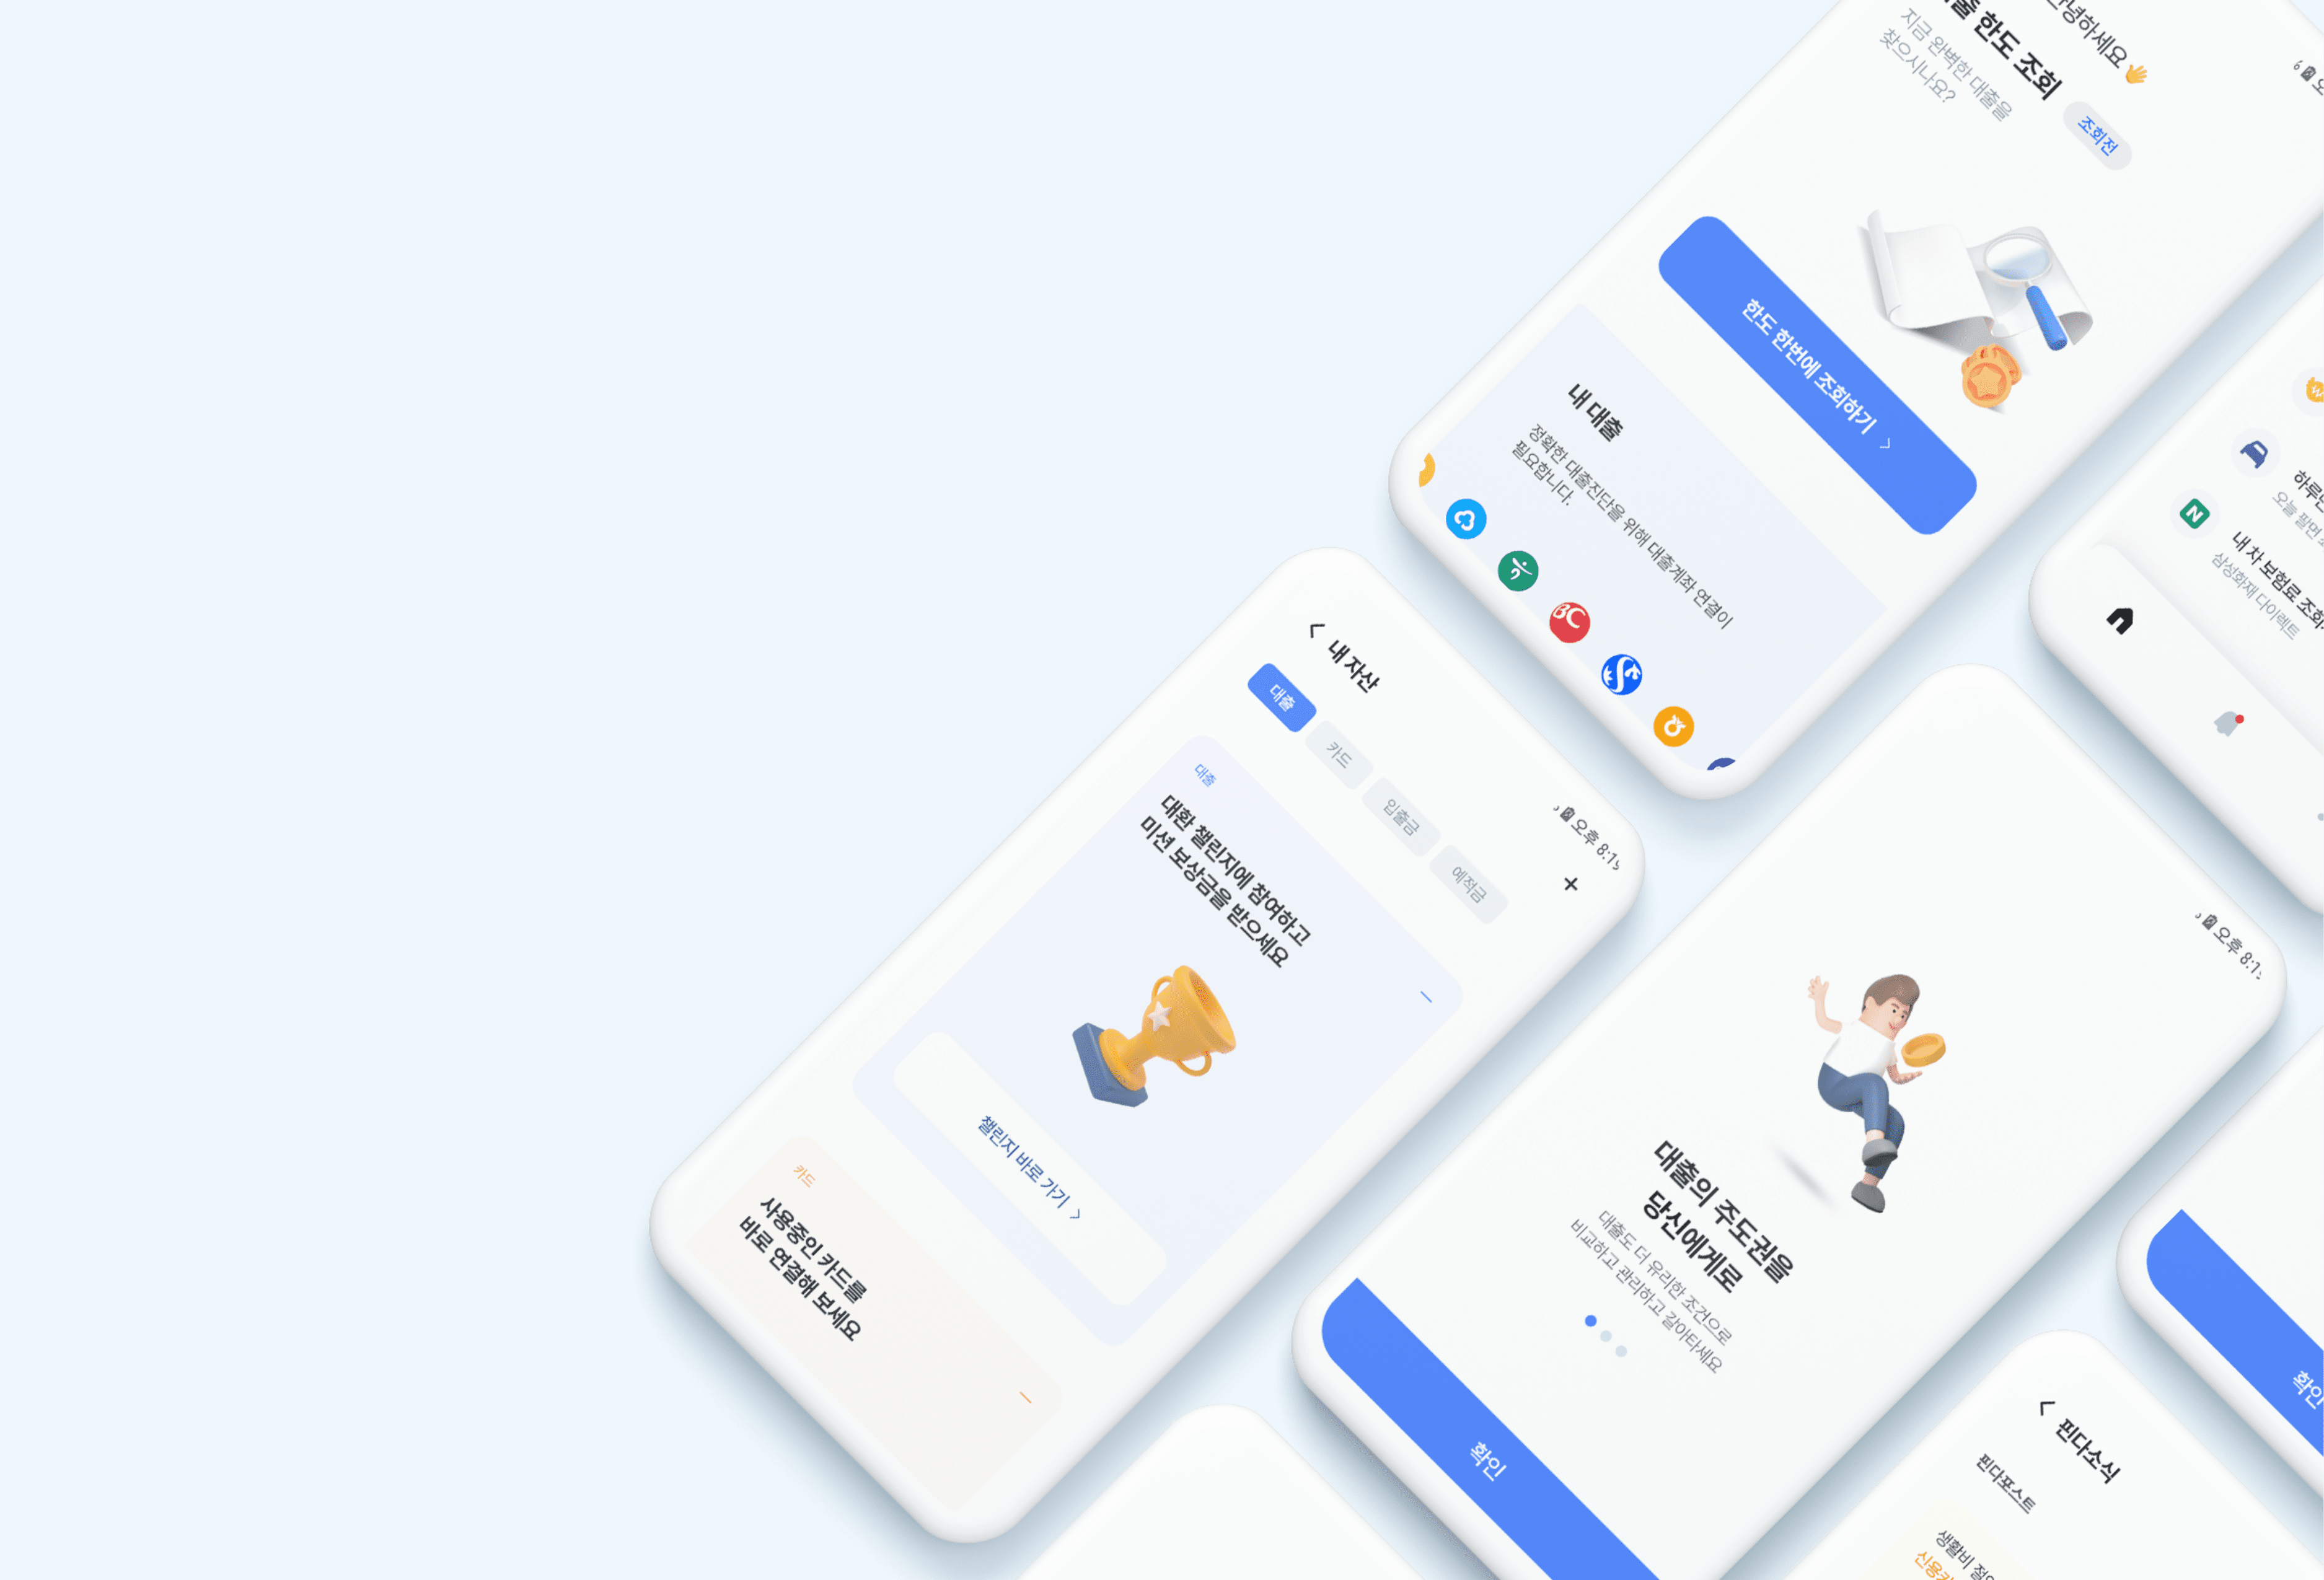 안녕하세요 👋
출 한도 조회
지금 완벽한 대출을
찾으시나요?
조회전
한도 한번에 조회하기 >
내 대출
정확한 대출진단을 위해 대출계좌 연결이
필요합니다.
BC
6
N
내 차 보험료 조회
삼성화재 다이렉트
오늘 팔면
오후 8:1
< 내 자산
+
대출
카드
입출금
예적금
대출
대환 챌린지에 참여하고
미션 보상금을 받으세요
챌린지 바로 가기 >
카드
사용중인 카드를
바로 연결해 보세요
오후 8:1
대출의 주도권을
당신에게로
대출도 더 유리한 조건으로
비교하고 관리하고 갈아타세요
확인
확인
< 핀다소식
핀다포스트
생활비